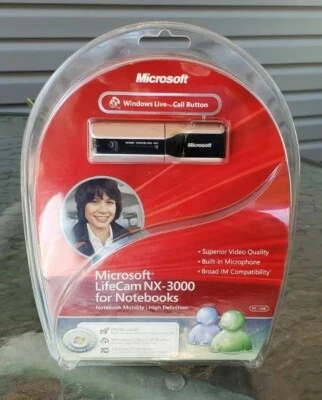 Microsoft
Windows Live™ Call Button
Microsoft
• Superior Video Quality
• Built-in Microphone
• Broad IM Compatibility
Microsoft®
LifeCam NX-3000
for Notebooks
Notebook Mobility | High Definition